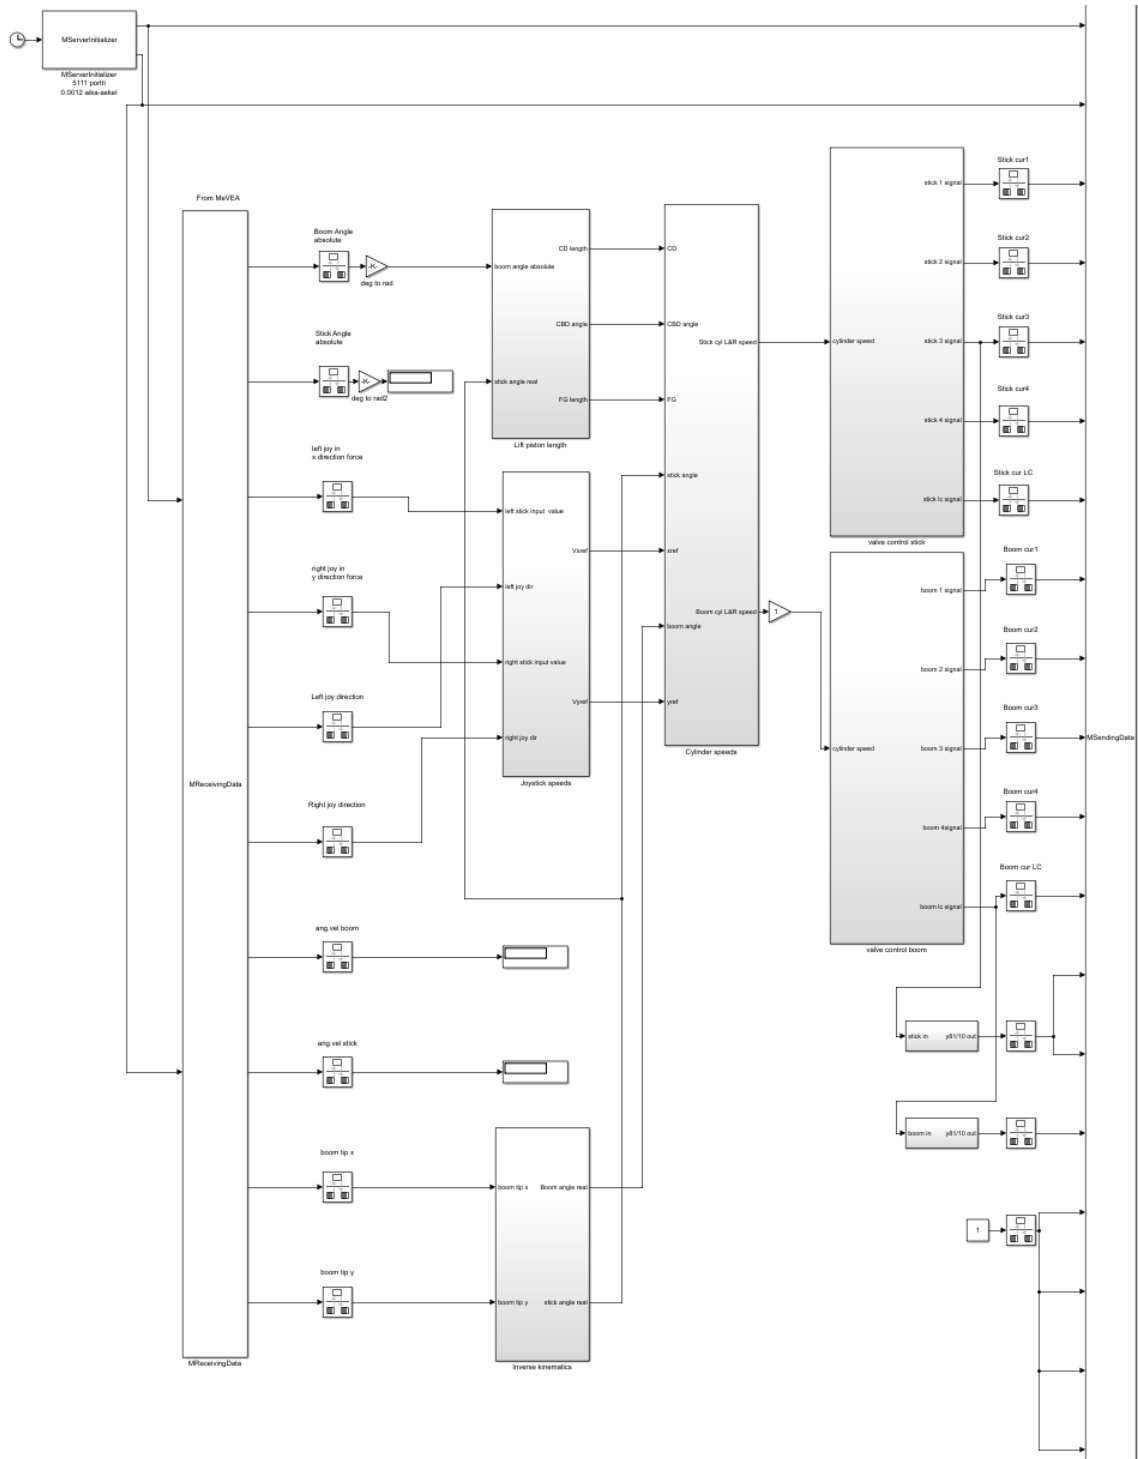 MServerInitializer
MServerInitializer
5111 portti
0.0012 aika-askel
From MeVEA
MReceivingData
MReceivingData
Boom Angle
absolute
-K-
deg to rad
Stick Angle
absolute
-K-
deg to rad2
left joy in
x direction force
right joy in
y direction force
Left joy direction
Right joy direction
ang.vel boom
ang.vel stick
boom tip x
boom tip y
CD length
boom angle absolute
CBD angle
stick angle real
FG length
Lift piston length
left stick input value
Vxref
left joy dir
right stick input value
Vyref
right joy dir
Joystick speeds
boom tip x
Boom angle real
boom tip y
stick angle real
Inverse kinematics
CD
CBD angle
Stick cyl L&R speed
FG
stick angle
xref
Boom cyl L&R speed
boom angle
yref
Cylinder speeds
1
stick 1 signal
stick 2 signal
cylinder speed
stick 3 signal
stick 4 signal
stick lc signal
valve control stick
boom 1 signal
boom 2 signal
cylinder speed
boom 3 signal
boom 4signal
boom lc signal
valve control boom
Stick cur1
Stick cur2
Stick cur3
Stick cur4
Stick cur LC
Boom cur1
Boom cur2
Boom cur3
Boom cur4
Boom cur LC
stick in
y81/10 out
boom in
y81/10 out
1
MSendingData